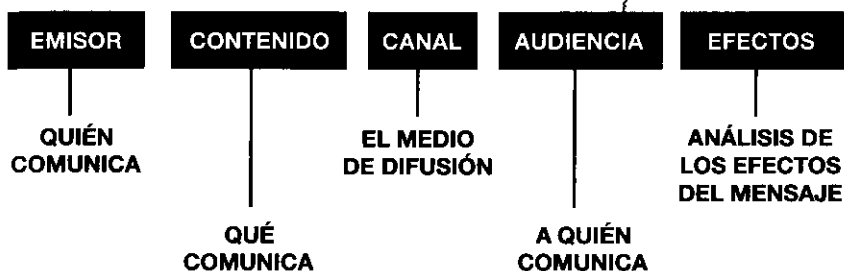 EMISOR
CONTENIDO
CANAL
AUDIENCIA
EFECTOS
QUIÉN
COMUNICA
QUÉ
COMUNICA
EL MEDIO
DE DIFUSIÓN
A QUIÉN
COMUNICA
ANÁLISIS DE
LOS EFECTOS
DEL MENSAJE